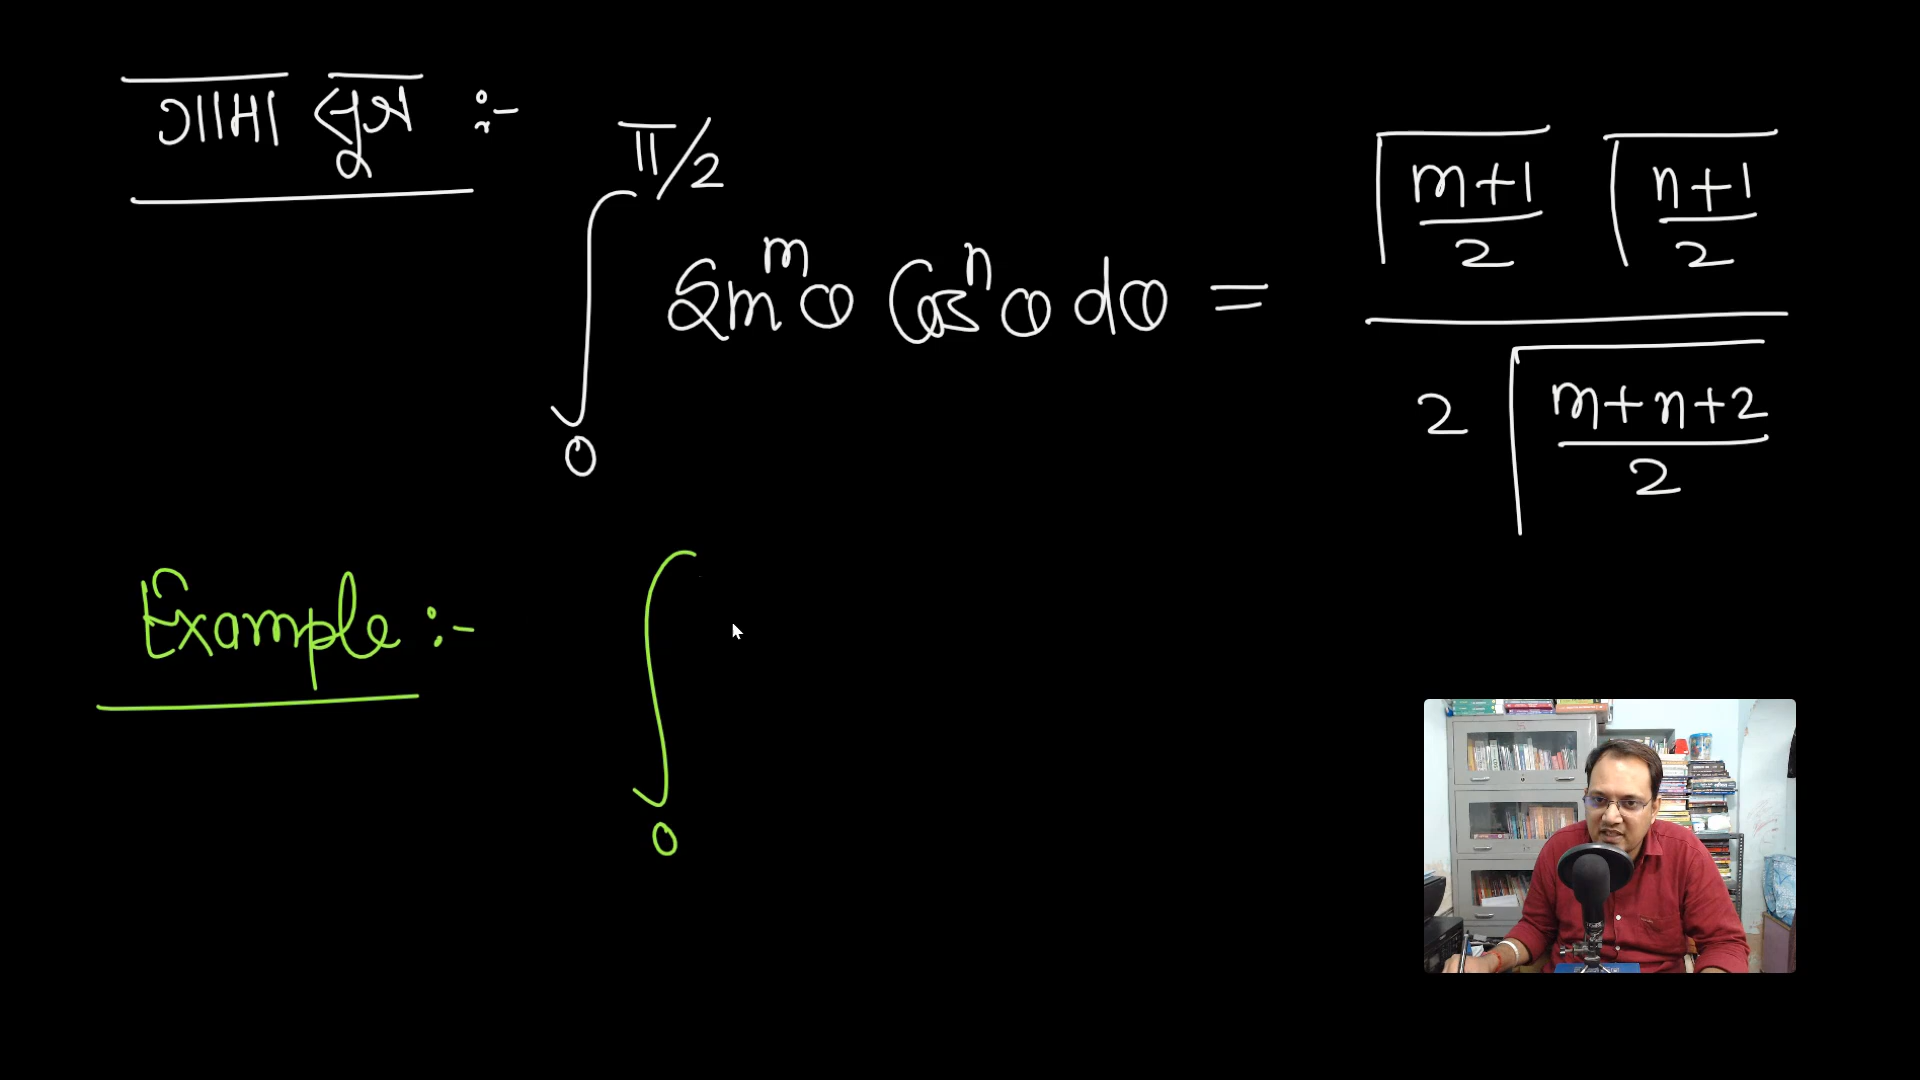 गामा सूत्र :-
∫₀^(π/2) Sin^m θ Cos^n θ dθ = (Γ((m+1)/2) Γ((n+1)/2)) / (2 Γ((m+n+2)/2))
Example :- ∫₀